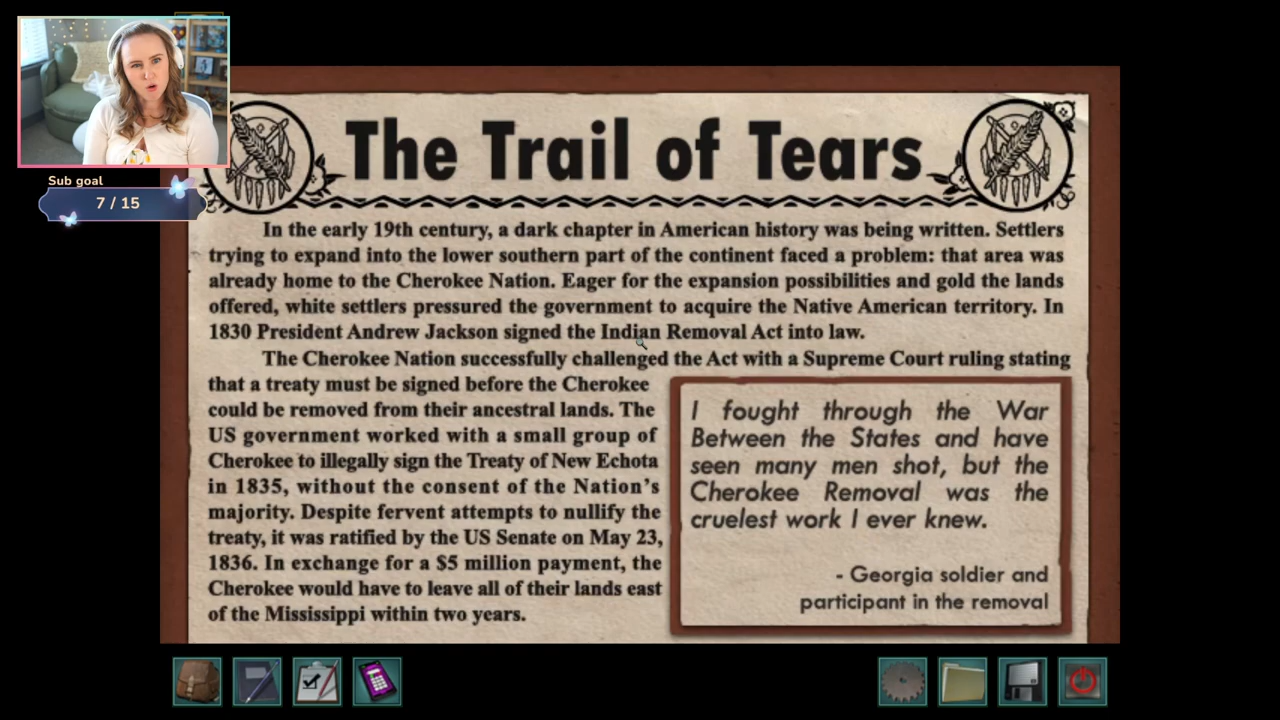 Sub goal
7 / 15
The Trail of Tears
In the early 19th century, a dark chapter in American history was being written. Settlers
trying to expand into the lower southern part of the continent faced a problem: that area was
already home to the Cherokee Nation. Eager for the expansion possibilities and gold the lands
offered, white settlers pressured the government to acquire the Native American territory. In
1830 President Andrew Jackson signed the Indian Removal Act into law.
The Cherokee Nation successfully challenged the Act with a Supreme Court ruling stating
that a treaty must be signed before the Cherokee
could be removed from their ancestral lands. The
US government worked with a small group of
Cherokee to illegally sign the Treaty of New Echota
in 1835, without the consent of the Nation's
majority. Despite fervent attempts to nullify the
treaty, it was ratified by the US Senate on May 23,
1836. In exchange for a $5 million payment, the
Cherokee would have to leave all of their lands east
of the Mississippi within two years.
I fought through the War
Between the States and have
seen many men shot, but the
Cherokee Removal was the
cruelest work I ever knew.
- Georgia soldier and
participant in the removal